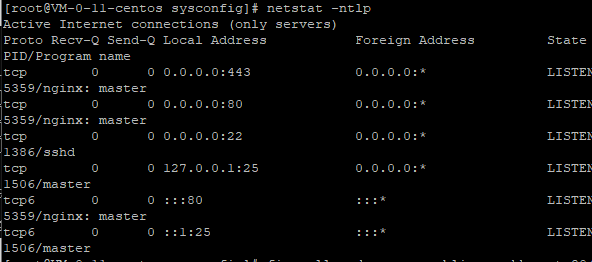 [root@VM-0-11-centos sysconfig]# netstat -ntlp
Active Internet connections (only servers)
Proto Recv-Q Send-Q Local Address Foreign Address State
PID/Program name
tcp 0 0 0.0.0.0:443 0.0.0.0:* LISTEN
5359/nginx: master
tcp 0 0 0.0.0.0:80 0.0.0.0:* LISTEN
5359/nginx: master
tcp 0 0 0.0.0.0:22 0.0.0.0:* LISTEN
1386/sshd
tcp 0 0 127.0.0.1:25 0.0.0.0:* LISTEN
1506/master
tcp6 0 0 :::80 :::* LISTEN
5359/nginx: master
tcp6 0 0 ::1:25 :::* LISTEN
1506/master